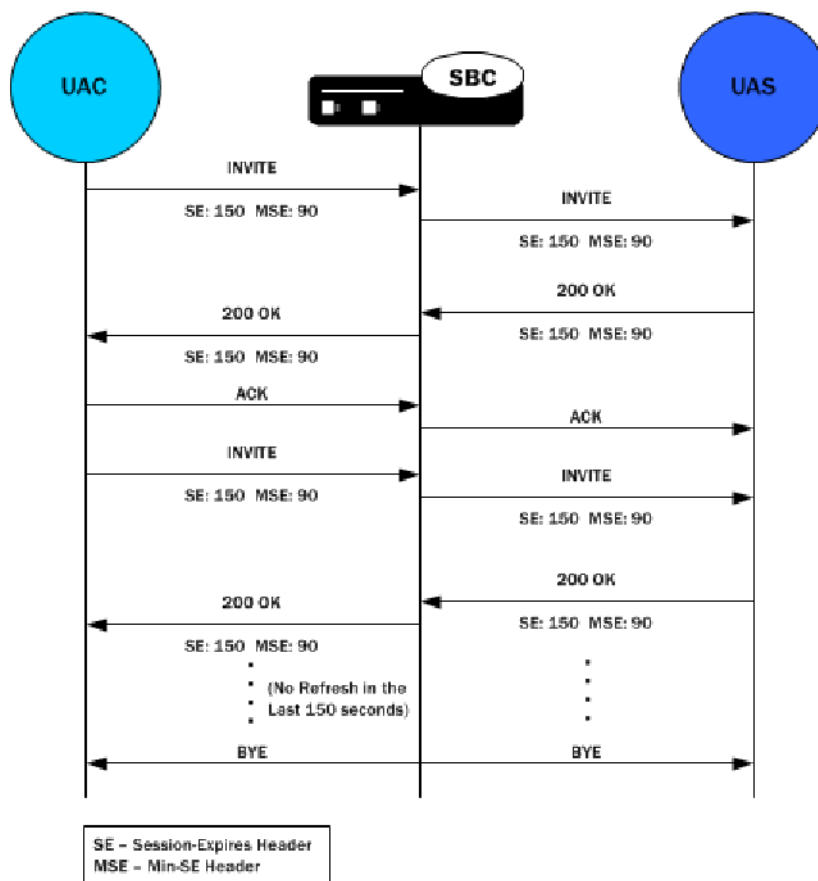 UAC
SBC
UAS
INVITE
SE: 150 MSE: 90
INVITE
SE: 150 MSE: 90
200 OK
SE: 150 MSE: 90
200 OK
SE: 150 MSE: 90
ACK
ACK
INVITE
SE: 150 MSE: 90
INVITE
SE: 150 MSE: 90
200 OK
SE: 150 MSE: 90
200 OK
SE: 150 MSE: 90
(No Refresh in the
Last 150 seconds)
BYE
BYE
SE – Session-Expires Header
MSE – Min-SE Header